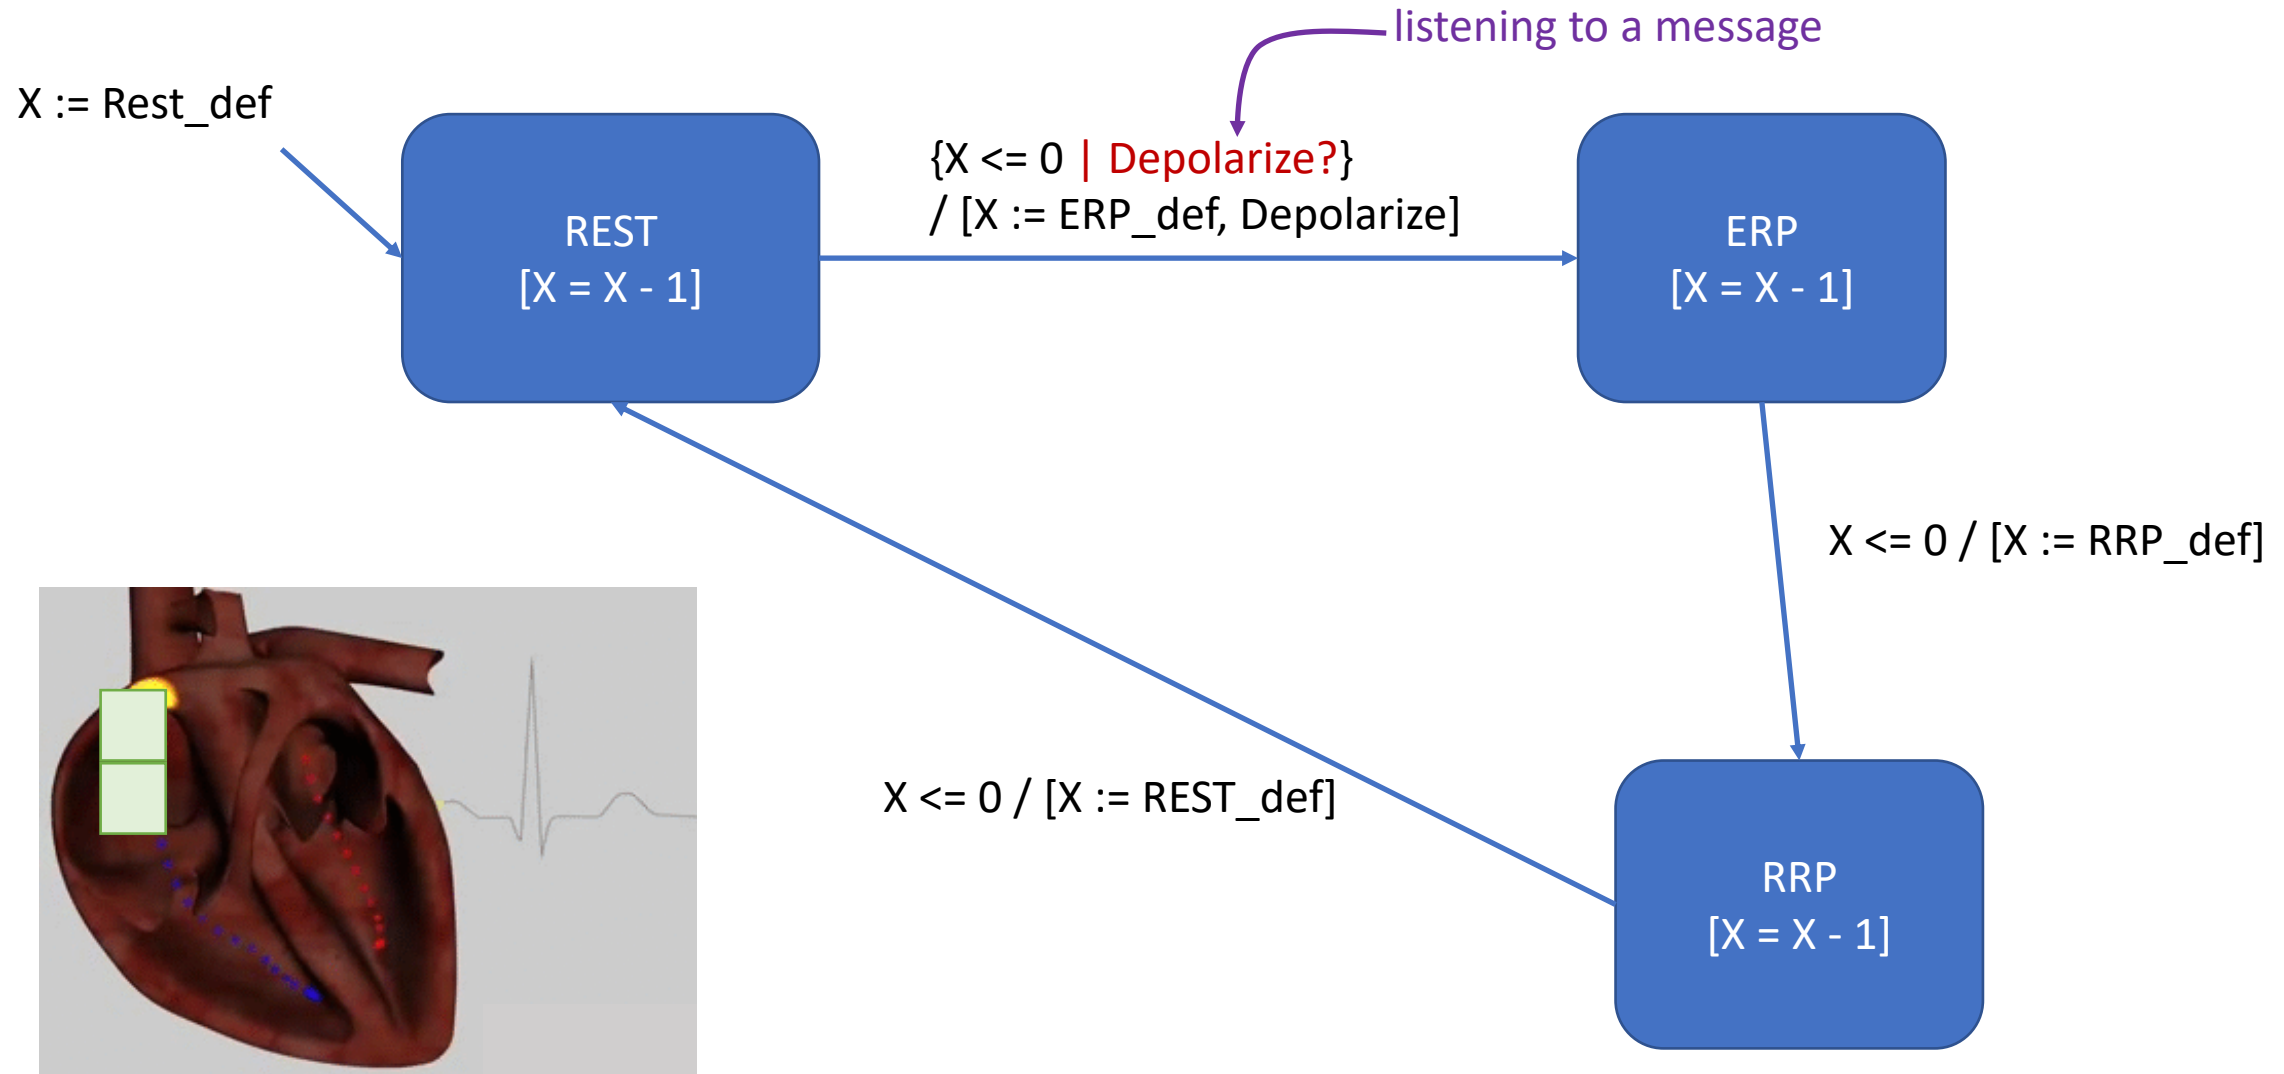 listening to a message
X := Rest_def
{X <= 0 | Depolarize?}
/ [X := ERP_def, Depolarize]
REST
[X = X - 1]
ERP
[X = X - 1]
X <= 0 / [X := RRP_def]
X <= 0 / [X := REST_def]
RRP
[X = X - 1]